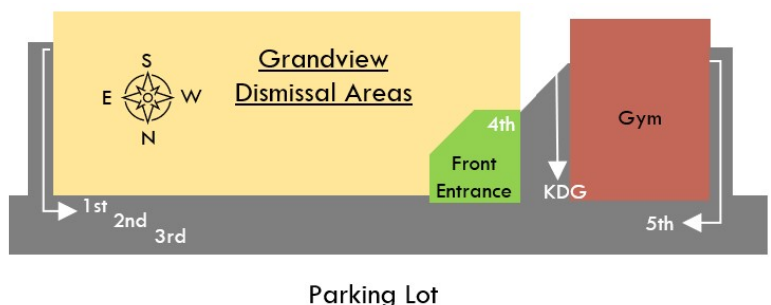 Grandview
Dismissal Areas
S
E
W
N
4th
Front
Entrance
Gym
KDG
1st
2nd
3rd
5th
Parking Lot